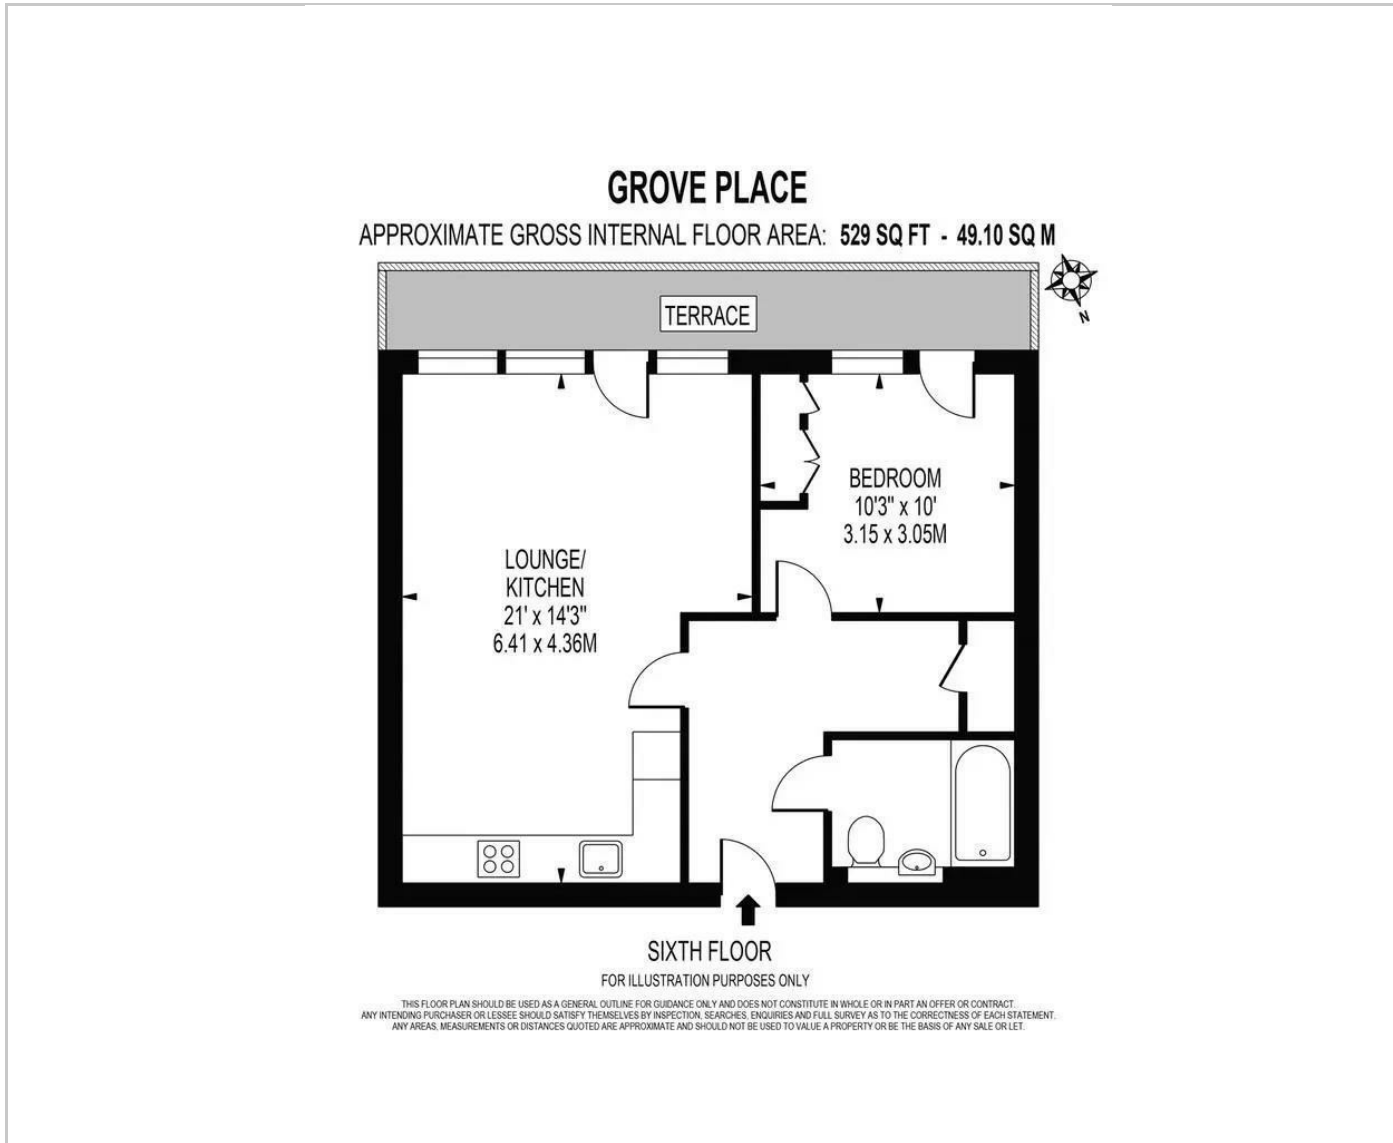 GROVE PLACE
APPROXIMATE GROSS INTERNAL FLOOR AREA: 529 SQ FT - 49.10 SQ M
N
TERRACE
BEDROOM
10'3" x 10'
3.15 x 3.05M
LOUNGE/
KITCHEN
21' x 14'3"
6.41 x 4.36M
SIXTH FLOOR
FOR ILLUSTRATION PURPOSES ONLY
THIS FLOOR PLAN SHOULD BE USED AS A GENERAL OUTLINE FOR GUIDANCE ONLY AND DOES NOT CONSTITUTE IN WHOLE OR IN PART AN OFFER OR CONTRACT.
ANY INTENDING PURCHASER OR LESSEE SHOULD SATISFY THEMSELVES BY INSPECTION, SEARCHES, ENQUIRIES AND FULL SURVEY AS TO THE CORRECTNESS OF EACH STATEMENT.
ANY AREAS, MEASUREMENTS OR DISTANCES QUOTED ARE APPROXIMATE AND SHOULD NOT BE USED TO VALUE A PROPERTY OR BE THE BASIS OF ANY SALE OR LET.